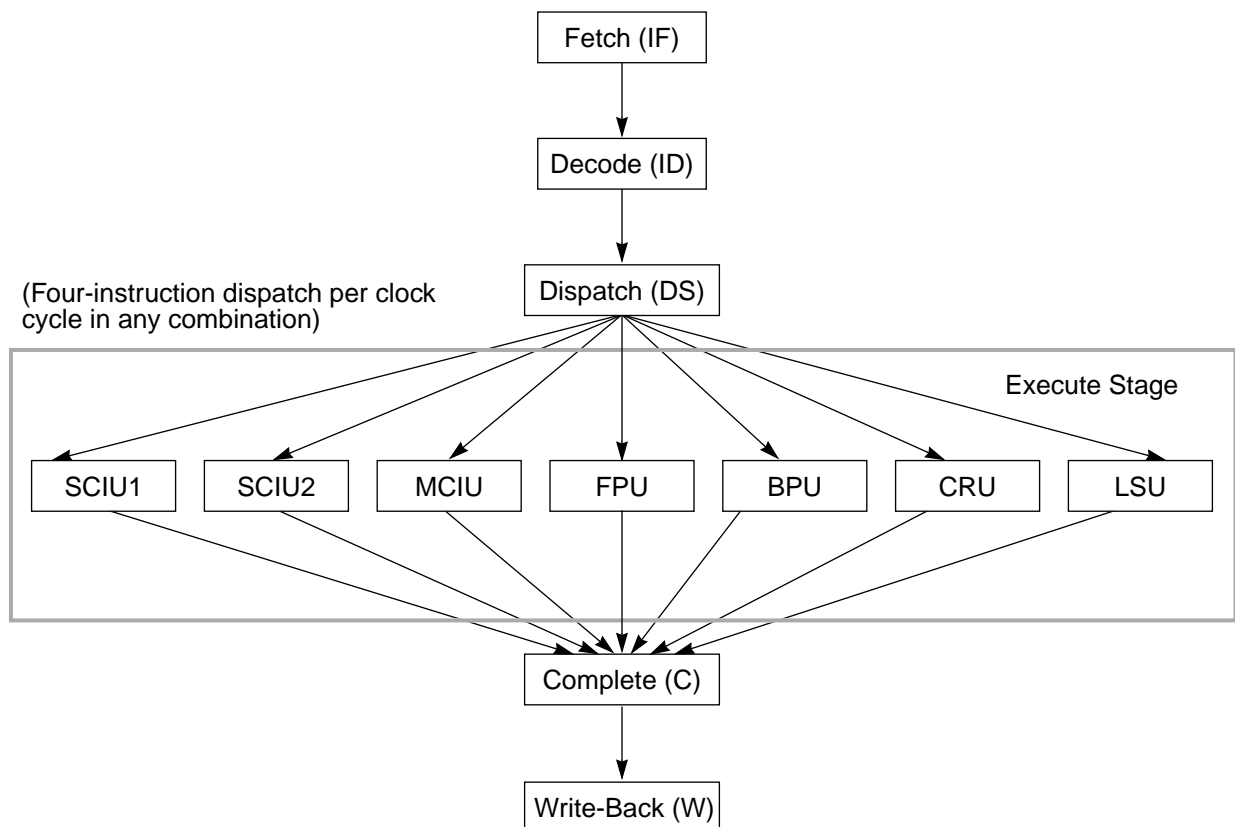 Fetch (IF)
Decode (ID)
Dispatch (DS)
(Four-instruction dispatch per clock
cycle in any combination)
Execute Stage
SCIU1
SCIU2
MCIU
FPU
BPU
CRU
LSU
Complete (C)
Write-Back (W)